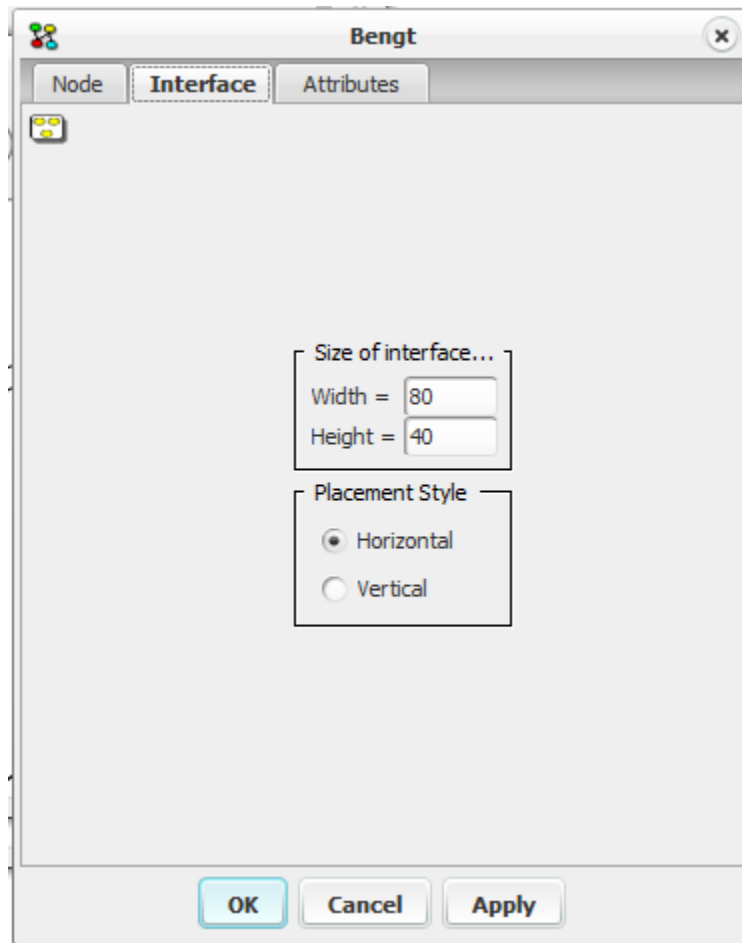 Bengt
Node Interface Attributes
Size of interface...
Width = 80
Height = 40
Placement Style
Horizontal
Vertical
OK Cancel Apply